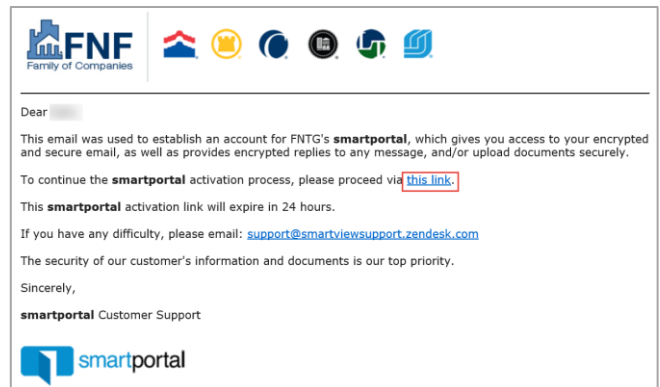 FNF
Family of Companies
LT
Dear
This email was used to establish an account for FNTG's smartportal, which gives you access to your encrypted
and secure email, as well as provides encrypted replies to any message, and/or upload documents securely.
To continue the smartportal activation process, please proceed via this link.
This smartportal activation link will expire in 24 hours.
If you have any difficulty, please email: support@smartviewsupport.zendesk.com
The security of our customer's information and documents is our top priority.
Sincerely,
smartportal Customer Support
smartportal